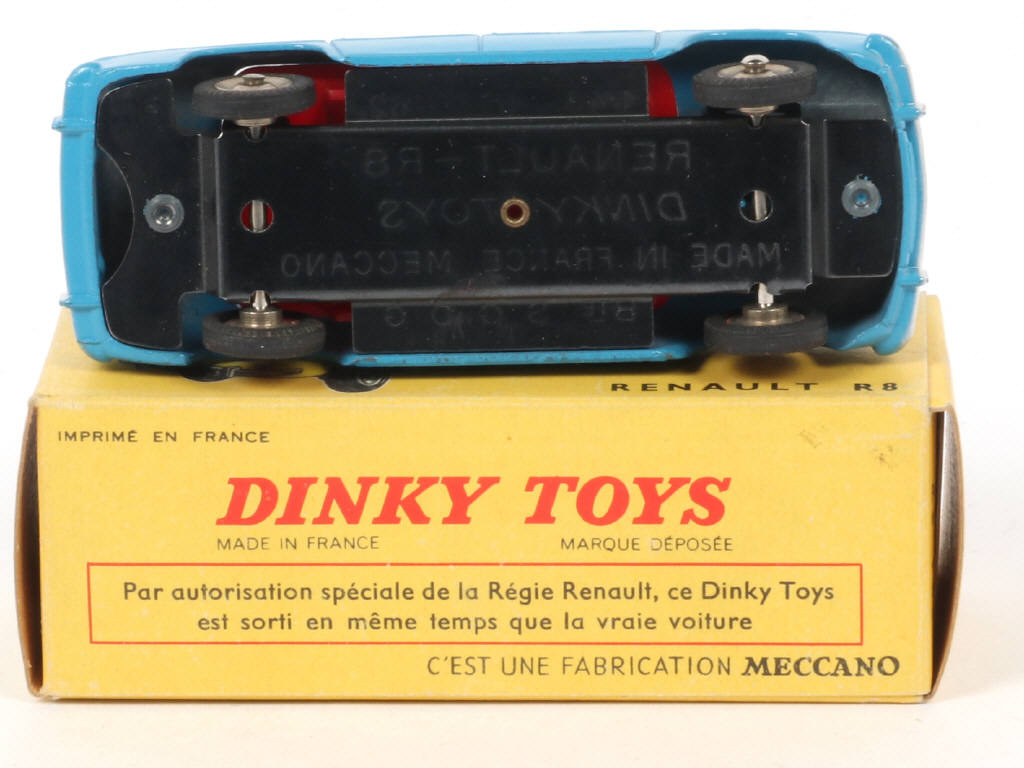 RENAULT-R8
DINKY TOYS
MADE IN FRANCE MECCANO
Bté S G D G
RENAULT R8
IMPRIMÉ EN FRANCE
DINKY TOYS
MADE IN FRANCE MARQUE DÉPOSÉE
Par autorisation spéciale de la Régie Renault, ce Dinky Toys
est sorti en même temps que la vraie voiture
C'EST UNE FABRICATION MECCANO